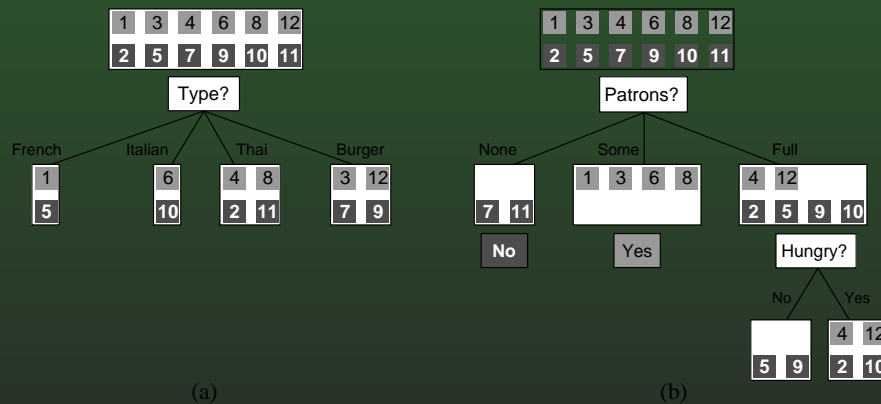 1 3 4 6 8 12
2 5 7 9 10 11
Type?
French Italian Thai Burger
1 6 4 8 3 12
5 10 2 11 7 9
(a)
1 3 4 6 8 12
2 5 7 9 10 11
Patrons?
None Some Full
1 3 6 8 4 12
7 11 2 5 9 10
No Yes Hungry?
No Yes
4 12
5 9 2 10
(b)